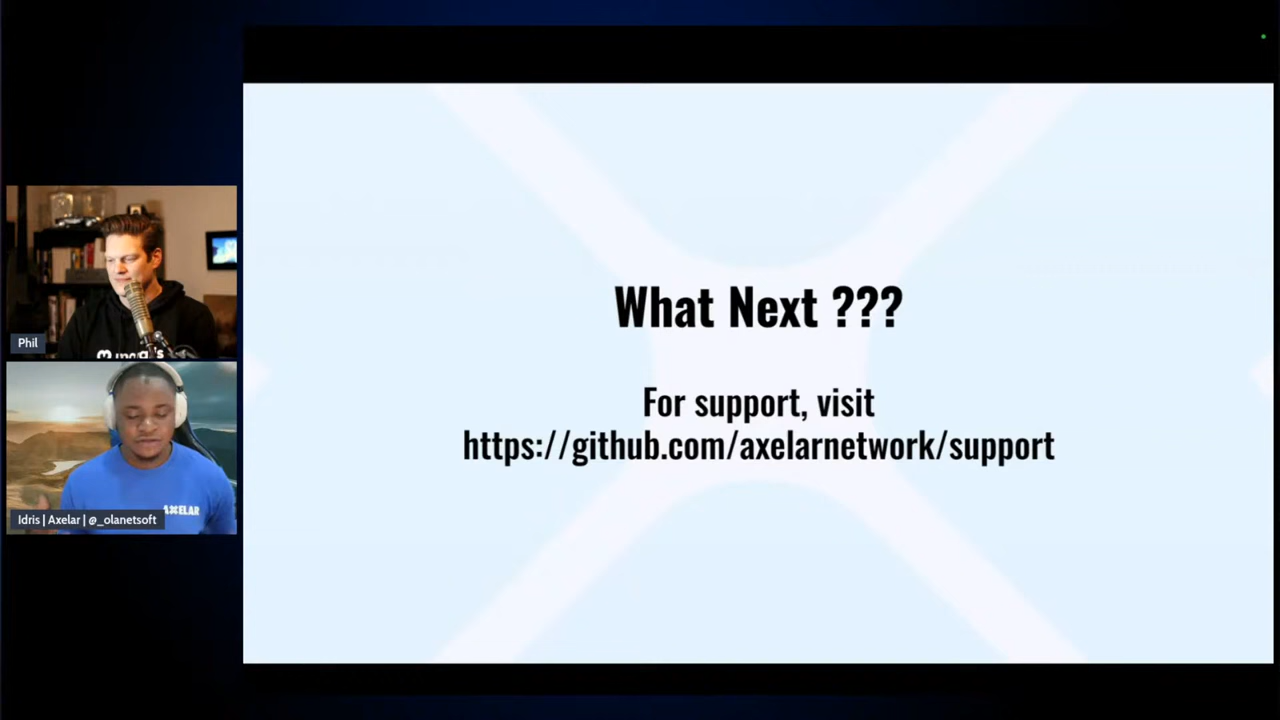 What Next ???
For support, visit
https://github.com/axelarnetwork/support
Phil
AXELAR
Idris | Axelar | @_olanetsoft